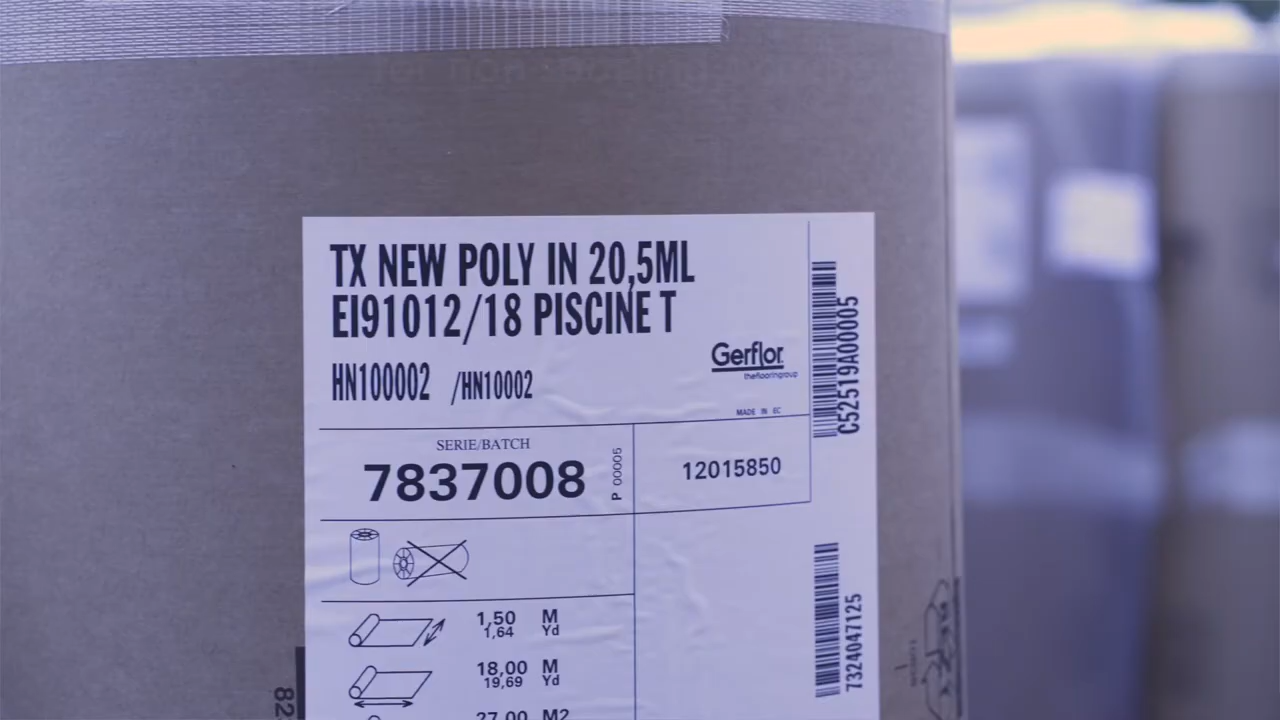 TX NEW POLY IN 20,5ML
EI91012/18 PISCINE T
HN100002 /HN10002
Gerflor
theflooringroup
MADE IN EC
C52519A00005
SERIE/BATCH
7837008
P 00005
12015850
1,50 M
1,64 Yd
18,00 M
19,69 Yd
27,00 M2
7324047125
82